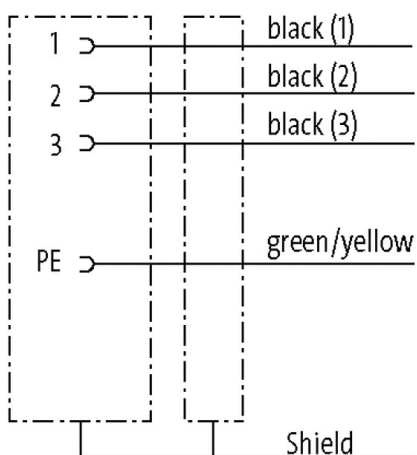 1 black (1)
2 black (2)
3 black (3)
PE green/yellow
Shield